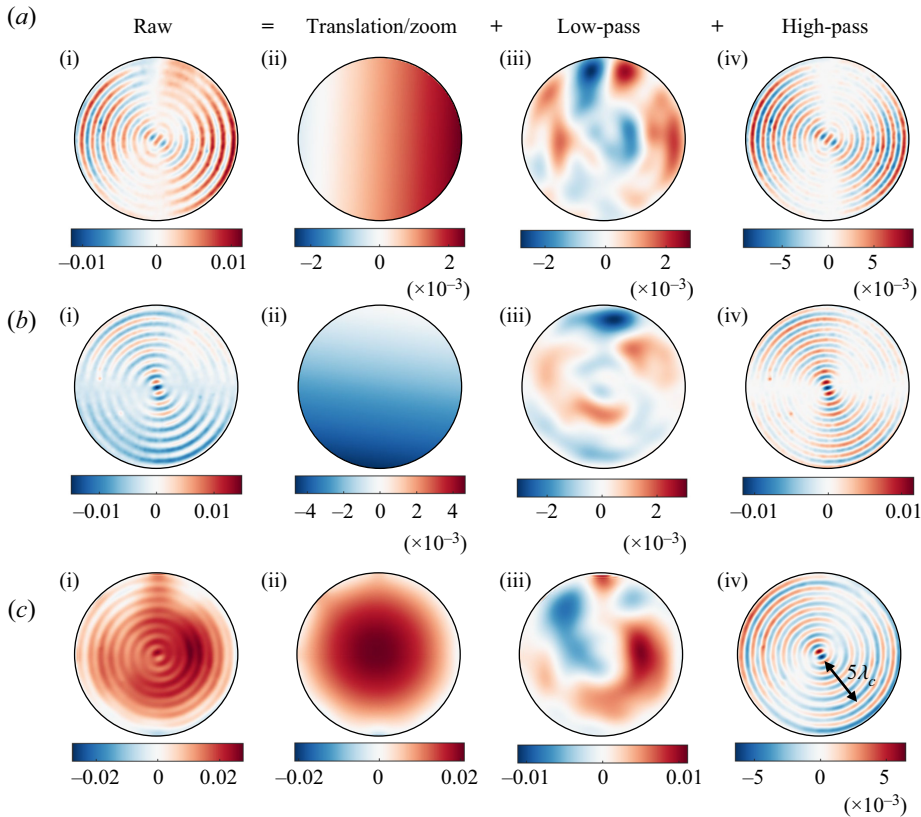 (a) Raw = Translation/zoom + Low-pass + High-pass
(i) (ii) (iii) (iv)
−0.01 0 0.01 −2 0 2 −2 0 2 −5 0 5
(×10−3) (×10−3)
(b) (i) (ii) (iii) (iv)
−0.01 0 0.01 −4 −2 0 2 4 −2 0 2 −0.01 0 0.01
(×10−3) (×10−3)
(c) (i) (ii) (iii) (iv)
5λc
−0.02 0 0.02 −0.02 0 0.02 −0.01 0 0.01 −5 0 5
(×10−3)